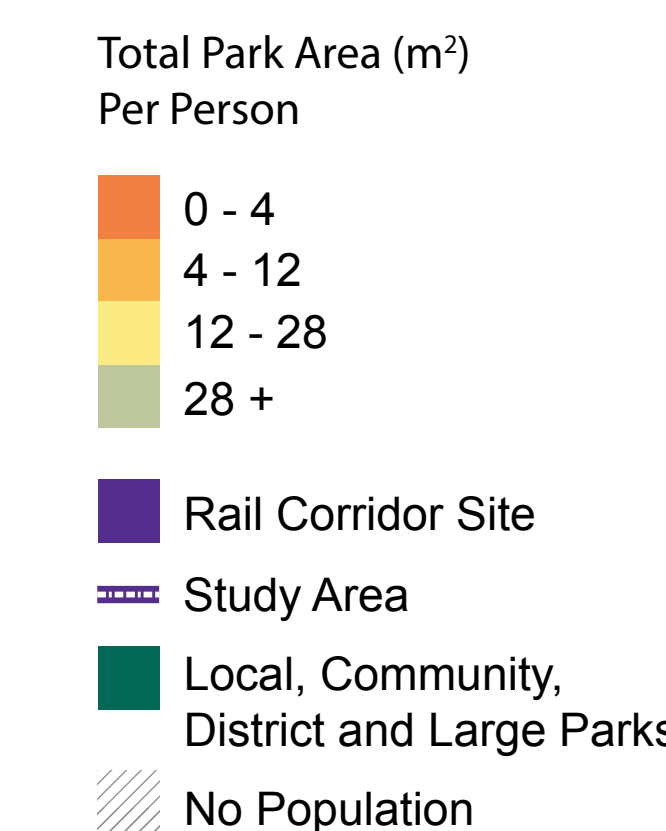 Total Park Area (m²)
Per Person
0 - 4
4 - 12
12 - 28
28 +
Rail Corridor Site
Study Area
Local, Community,
District and Large Parks
No Population